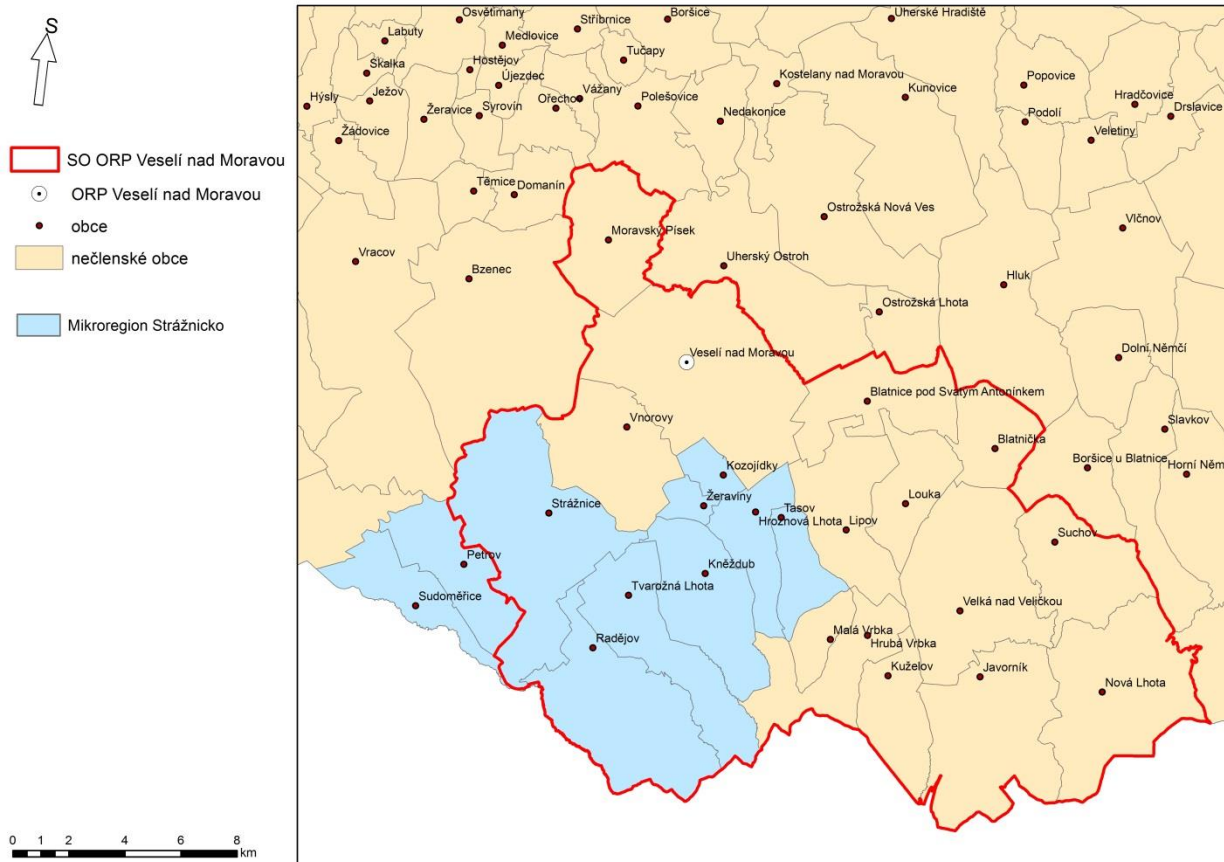 S
SO ORP Veselí nad Moravou
ORP Veselí nad Moravou
obce
nečlenské obce
Mikroregion Strážnicko
0 1 2 4 6 8
km
Osvětimany
Stříbrnice
Boršice
Uherské Hradiště
Labuty
Medlovice
Tučapy
Skalka
Hostějov
Újezdec
Kostelany nad Moravou
Popovice
Hýsly
Ježov
Vážany
Ořechov
Polešovice
Kunovice
Hradčovice
Drslavice
Žeravice
Syrovín
Nedakonice
Podolí
Žádovice
Veletiny
Těmice
Domanín
Ostrožská Nová Ves
Vlčnov
Moravský Písek
Vracov
Bzenec
Uherský Ostroh
Hluk
Ostrožská Lhota
Veselí nad Moravou
Dolní Němčí
Blatnice pod Svatým Antonínkem
Vnorovy
Slavkov
Blatnička
Kozojídky
Boršice u Blatnice
Horní Něm
Strážnice
Žeraviny
Hroznová Lhota
Tasov
Louka
Lipov
Suchov
Petrov
Kněždub
Sudoměřice
Tvarožná Lhota
Velká nad Veličkou
Radějov
Malá Vrbka
Hrubá Vrbka
Kuželov
Javorník
Nová Lhota